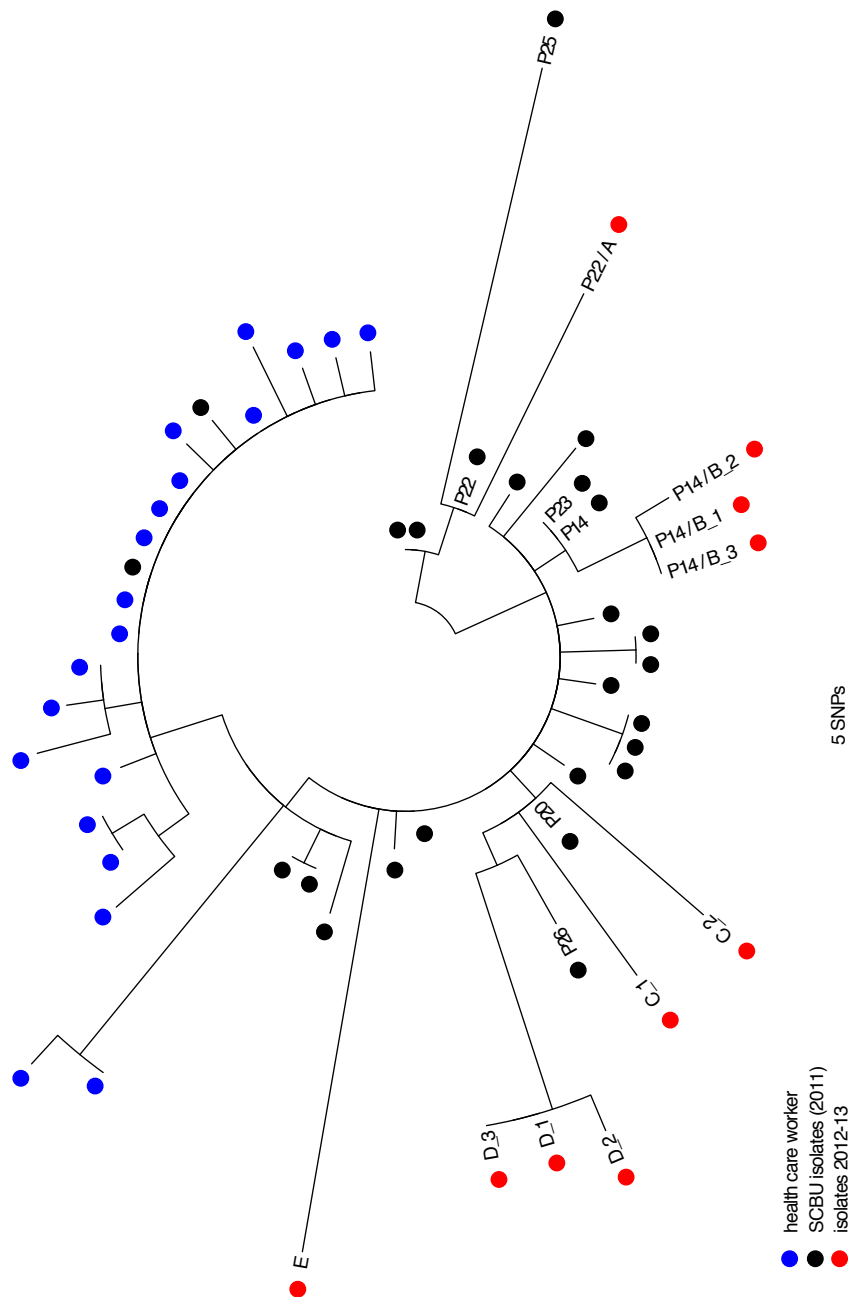 P25
P22/A
P22
P23
P14
P14/B_2
P14/B_1
P14/B_3
5 SNPs
P20
P26
C_2
C_1
D_3
D_1
D_2
E
health care worker
SCBU isolates (2011)
isolates 2012-13